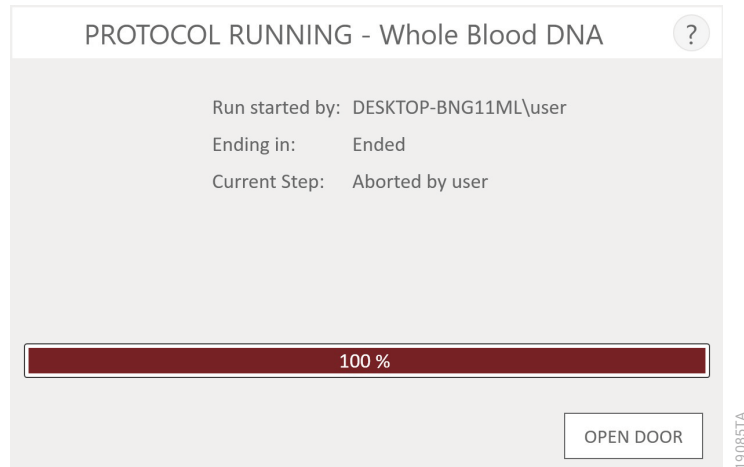 PROTOCOL RUNNING - Whole Blood DNA
?
Run started by: DESKTOP-BNG11ML\user
Ending in: Ended
Current Step: Aborted by user
100 %
OPEN DOOR
19085TA